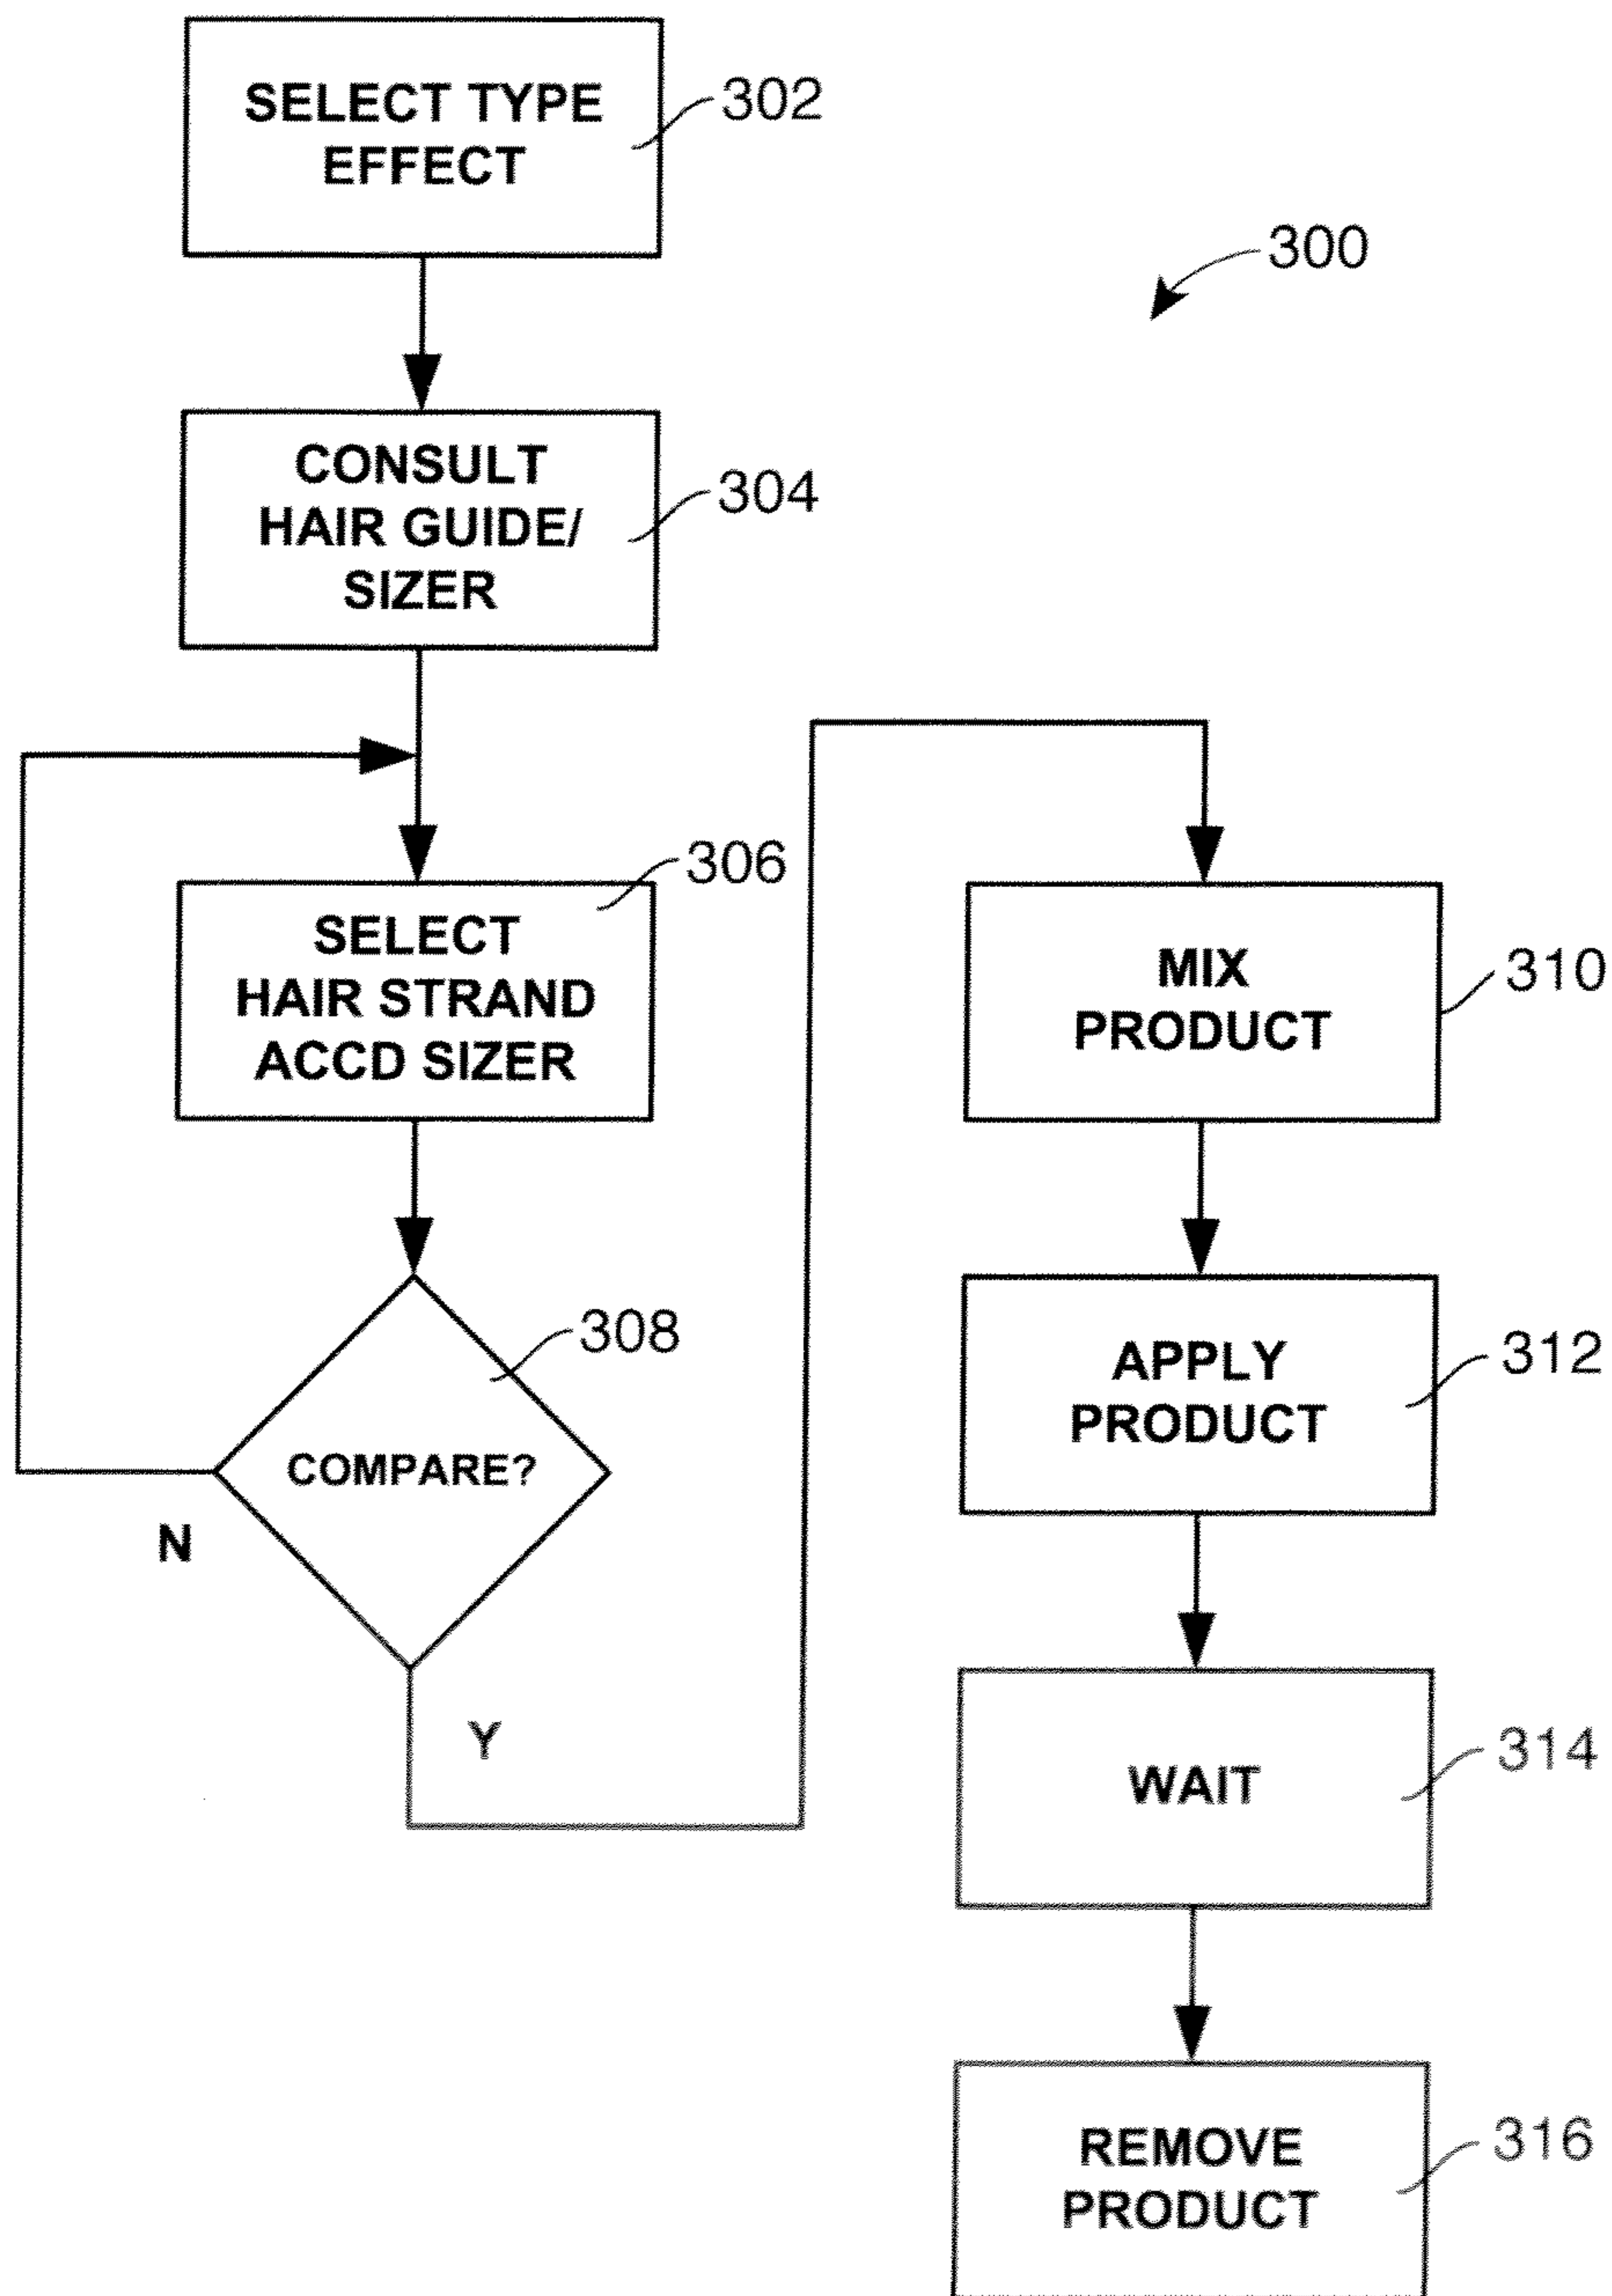 SELECT TYPE
EFFECT
302
300
CONSULT
HAIR GUIDE/
SIZER
304
306
SELECT
HAIR STRAND
ACCD SIZER
308
COMPARE?
N
Y
MIX
PRODUCT
310
APPLY
PRODUCT
312
WAIT
314
REMOVE
PRODUCT
316